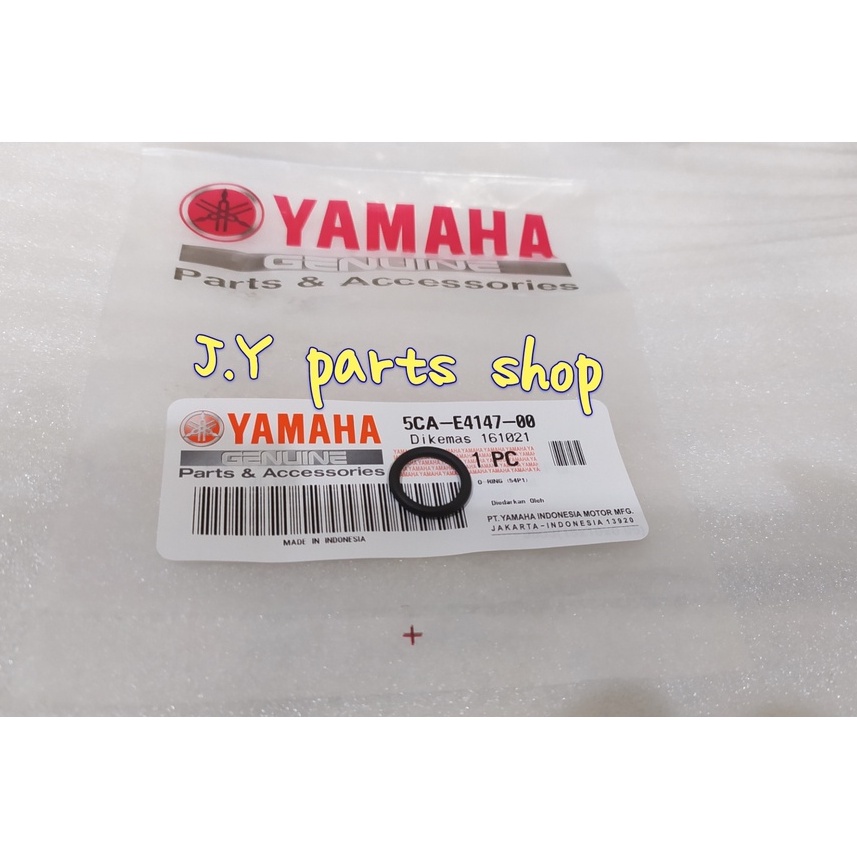 YAMAHA
GENUINE
Parts & Accessories
J.Y parts shop
YAMAHA
GENUINE
Parts & Accessories
MADE IN INDONESIA
5CA-E4147-00
Dikemas 161021
1 PC
O-RING (54P1)
Diedarkan Oleh
PT.YAMAHA INDONESIA MOTOR MFG.
JAKARTA-INDONESIA 13920